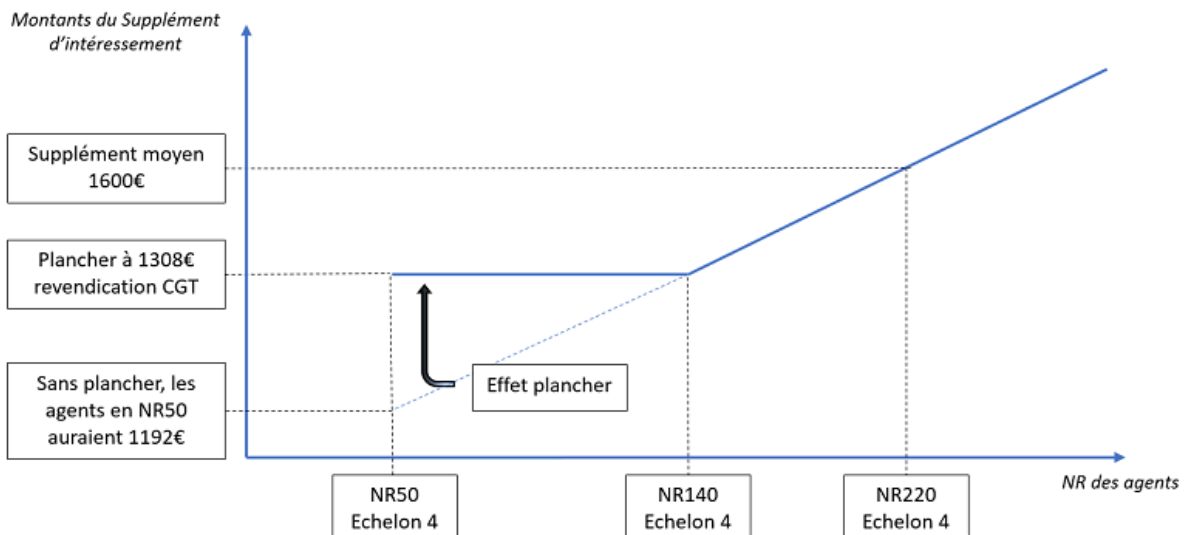 Montants du Supplément
d'intéressement
Supplément moyen
1600€
Plancher à 1308€
revendication CGT
Sans plancher, les
agents en NR50
auraient 1192€
Effet plancher
NR50
Echelon 4
NR140
Echelon 4
NR220
Echelon 4
NR des agents